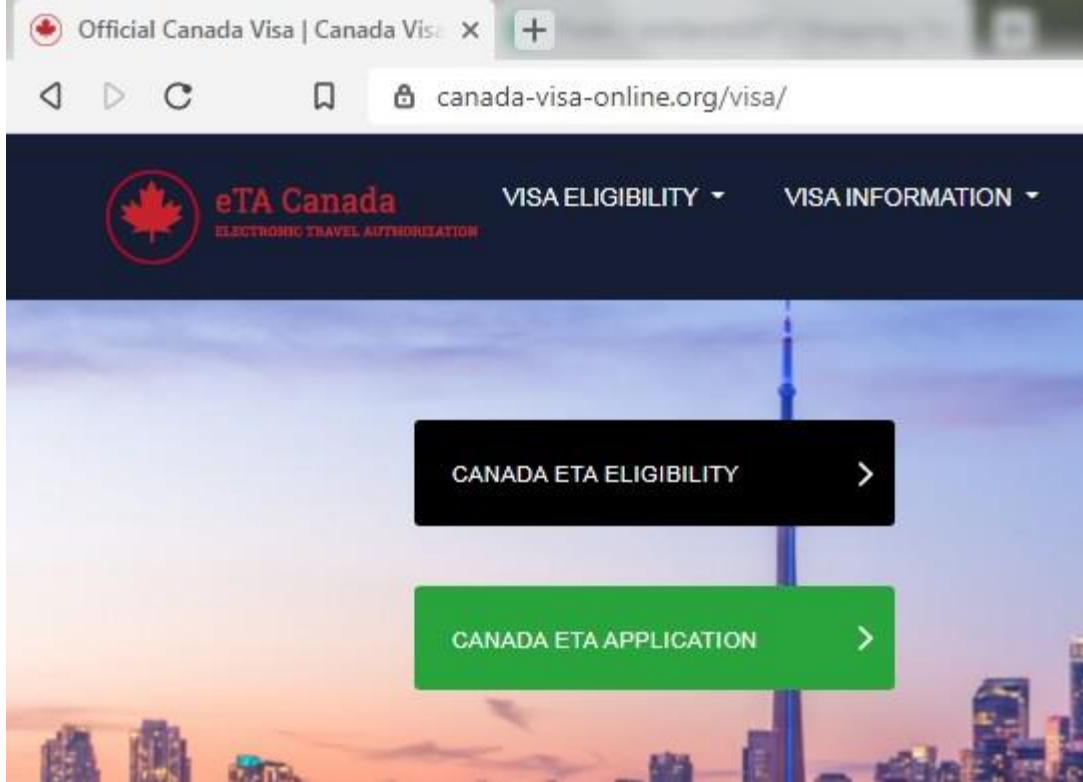 Official Canada Visa | Canada Vis
canada-visa-online.org/visa/
eTA Canada
ELECTRONIC TRAVEL AUTHORIZATION
VISA ELIGIBILITY
VISA INFORMATION
CANADA ETA ELIGIBILITY
CANADA ETA APPLICATION